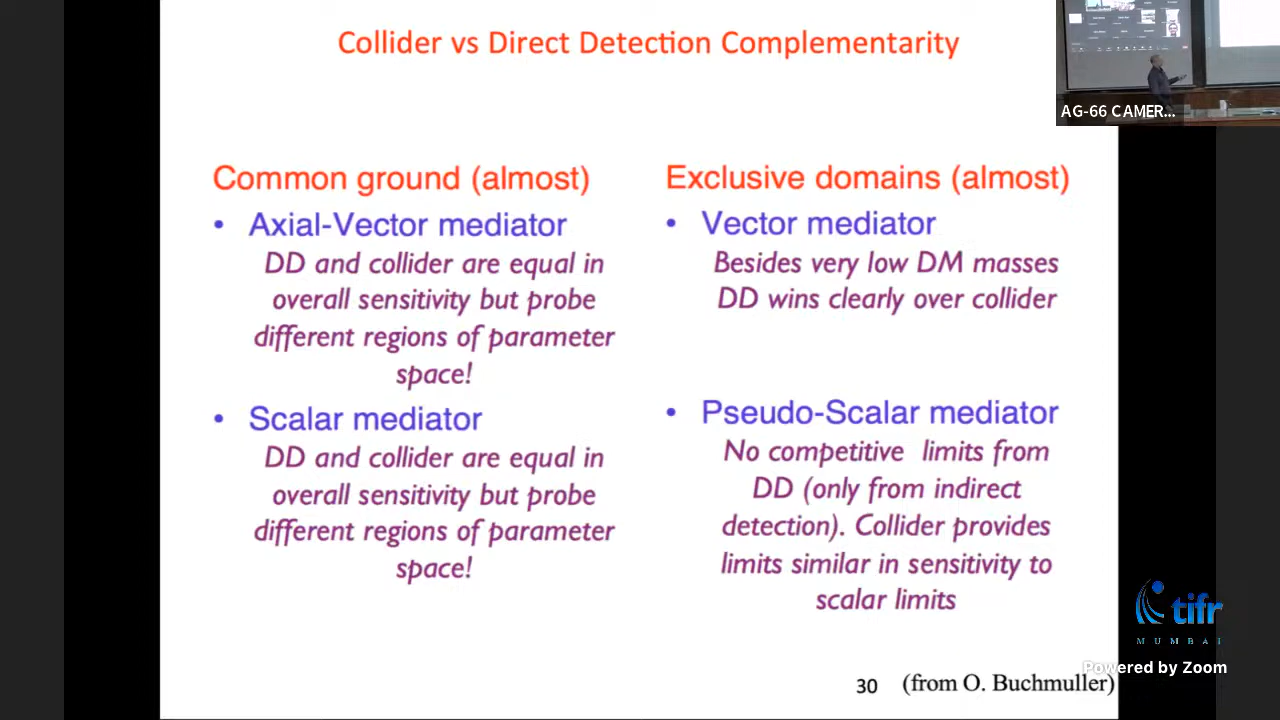 Collider vs Direct Detection Complementarity
AG-66 CAMER...
Common ground (almost)
• Axial-Vector mediator
DD and collider are equal in
overall sensitivity but probe
different regions of parameter
space!
• Scalar mediator
DD and collider are equal in
overall sensitivity but probe
different regions of parameter
space!
Exclusive domains (almost)
• Vector mediator
Besides very low DM masses
DD wins clearly over collider
• Pseudo-Scalar mediator
No competitive limits from
DD (only from indirect
detection). Collider provides
limits similar in sensitivity to
scalar limits
tifr
MUMBAI
Powered by Zoom
30 (from O. Buchmuller)